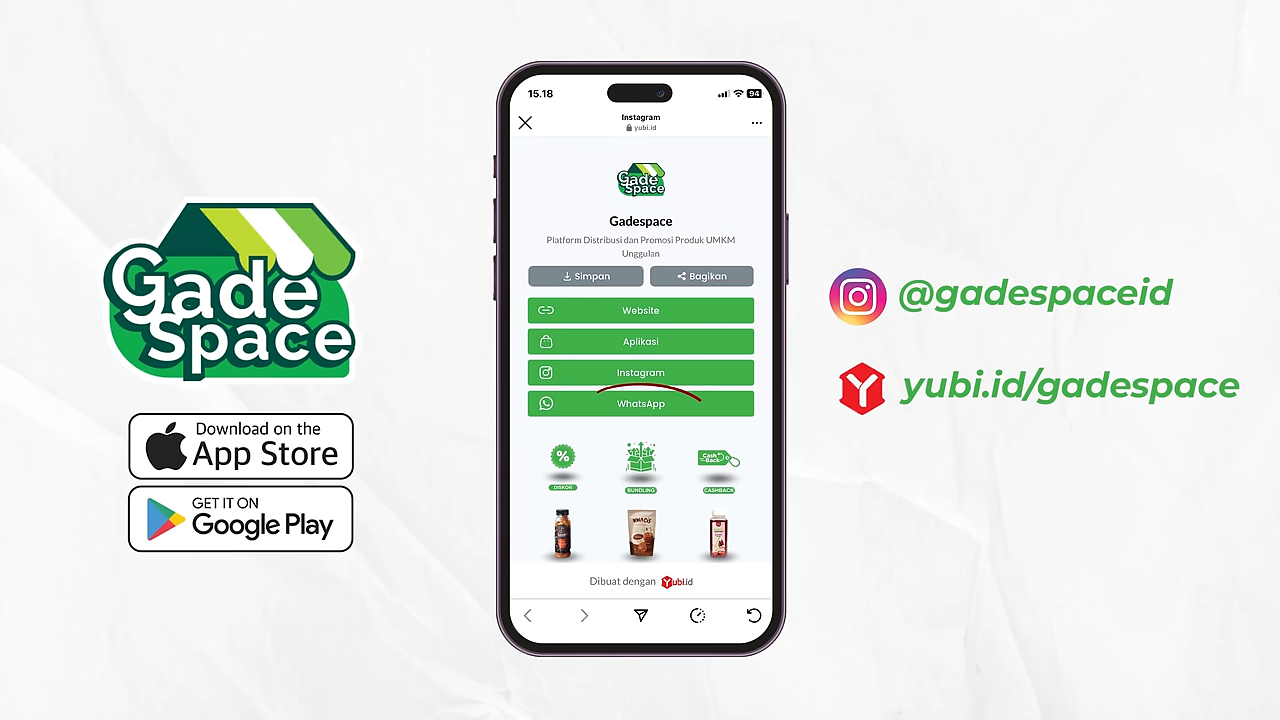 Gade
Space
Download on the
App Store
GET IT ON
Google Play
15.18
94
Instagram
yubi.id
Gade
Space
Gadespace
Platform Distribusi dan Promosi Produk UMKM
Unggulan
Simpan
Bagikan
Website
Aplikasi
Instagram
WhatsApp
%
Cash
Back
DISKON
BUNDLING
CASHBACK
Dibuat dengan Yubi.id
@gadespaceid
yubi.id/gadespace